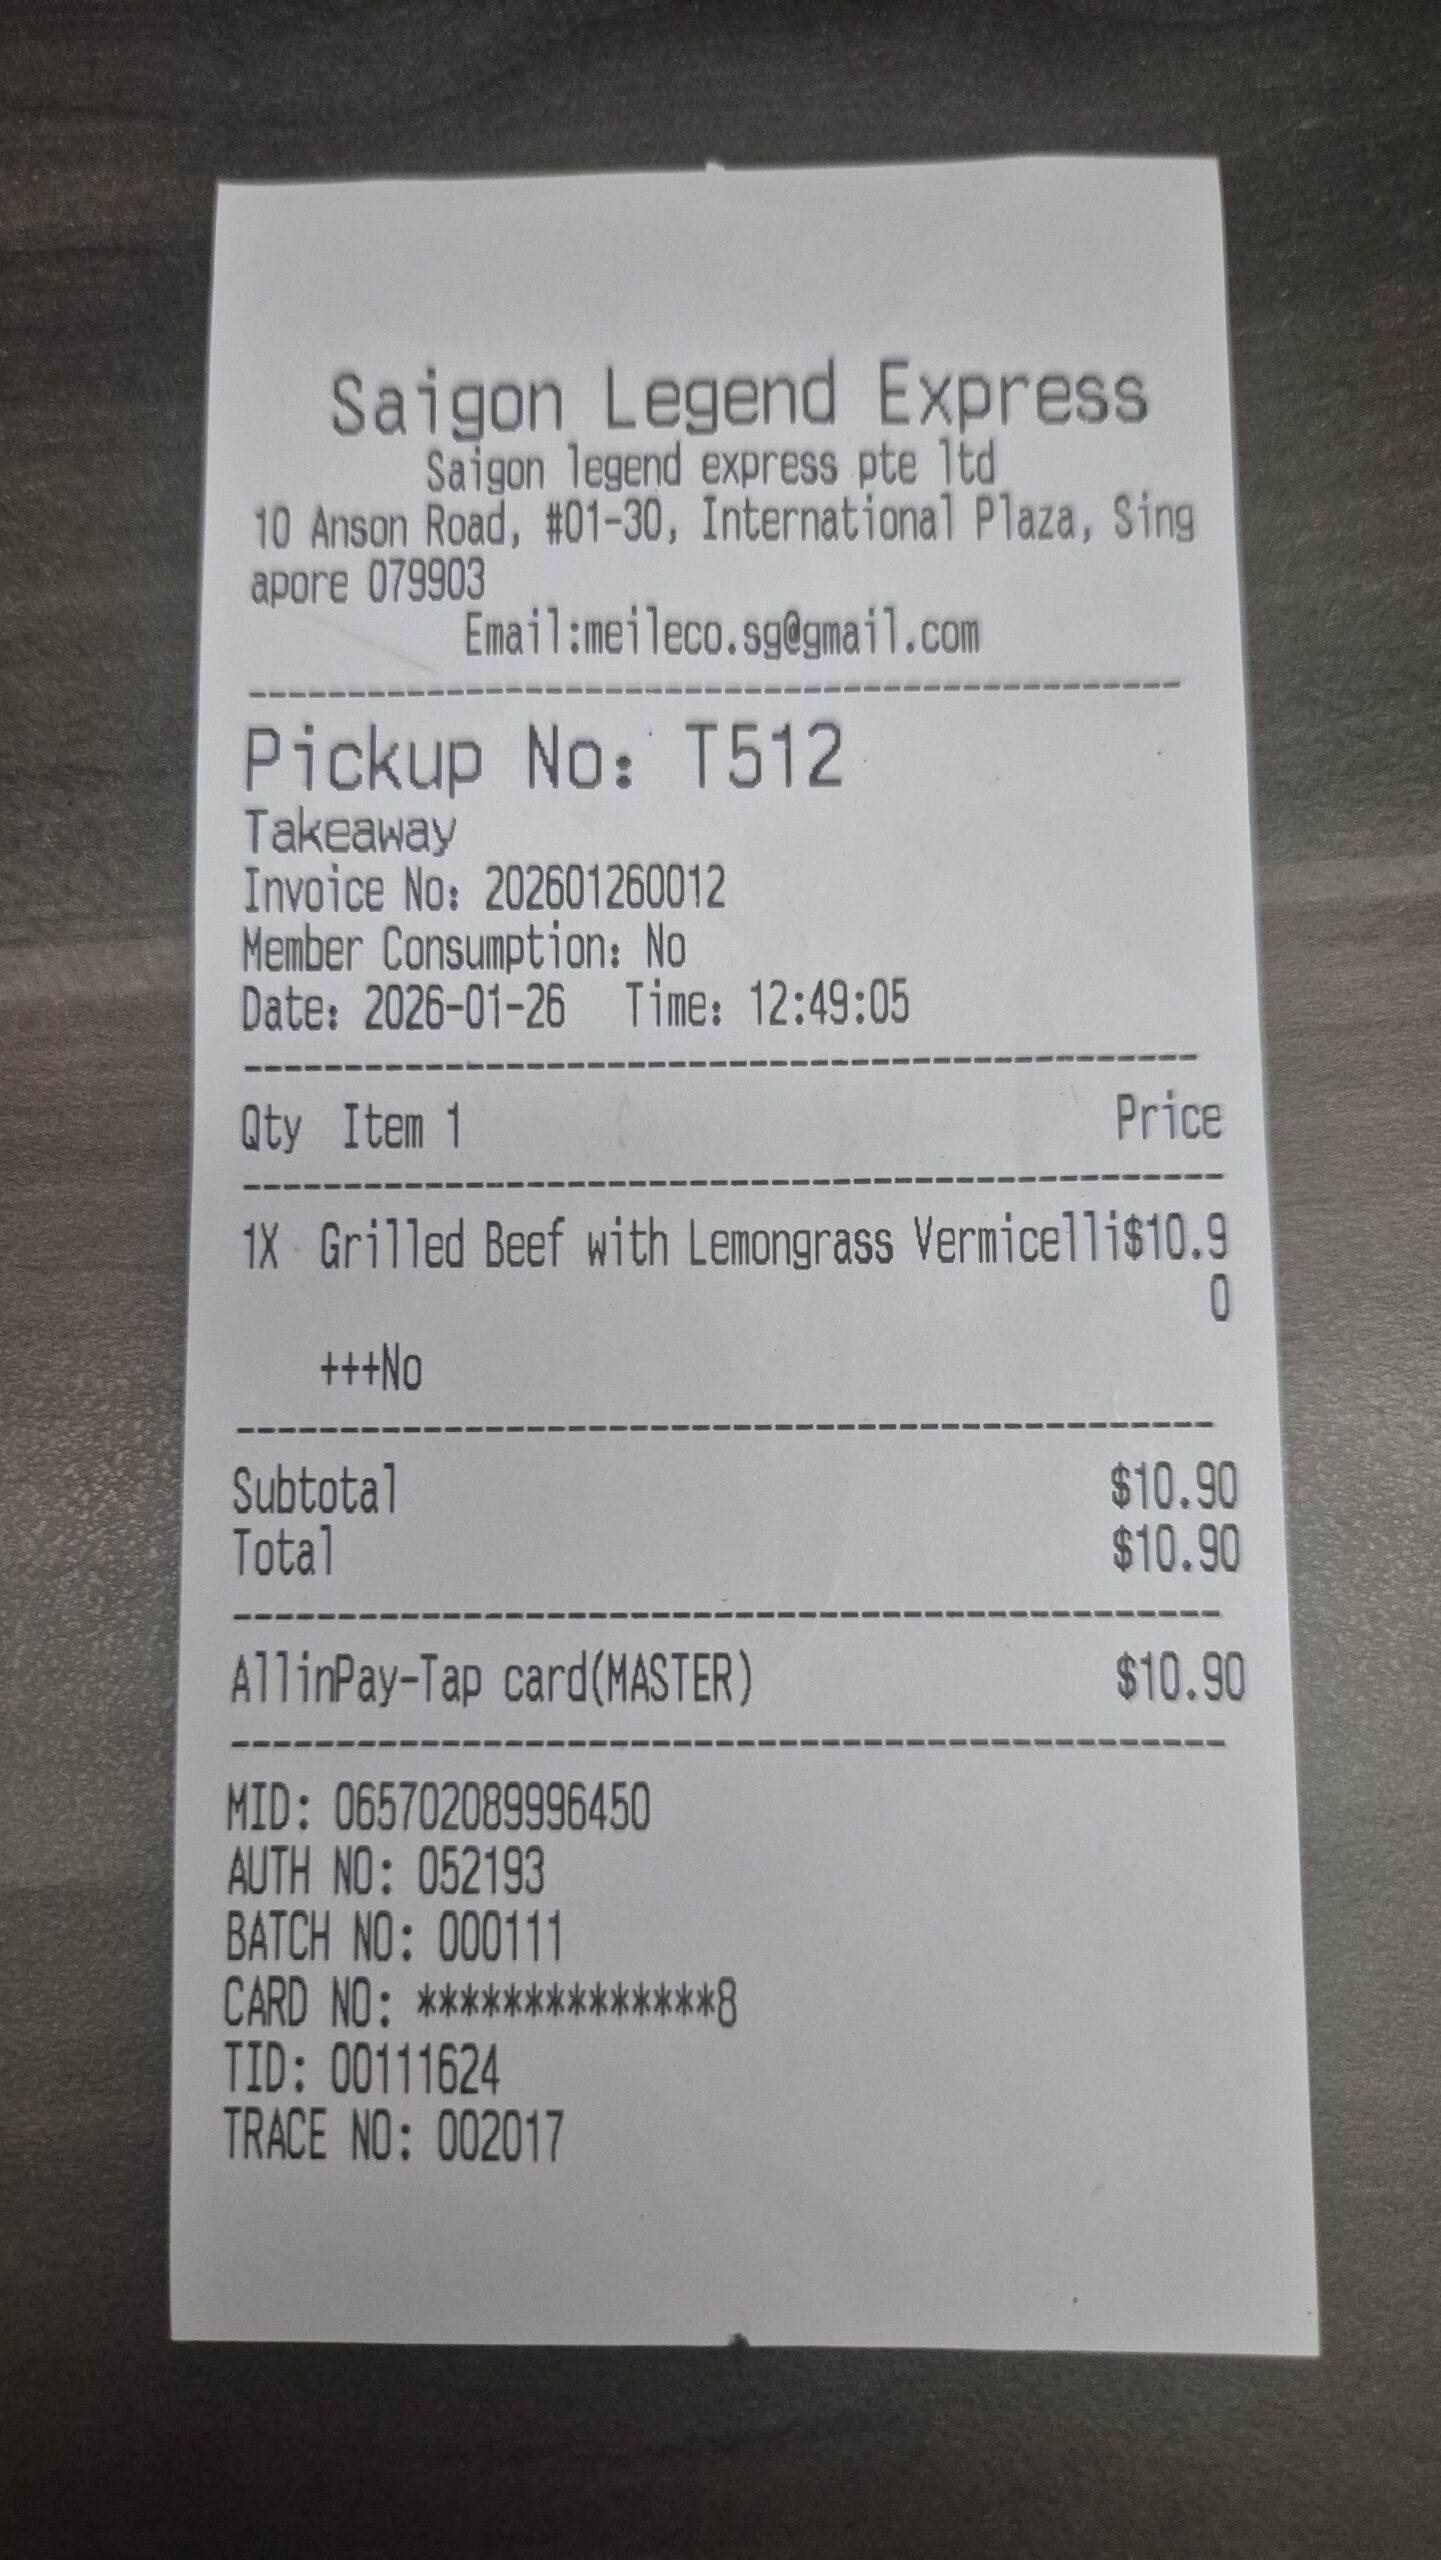 Saigon Legend Express
Saigon legend express pte ltd
10 Anson Road, #01-30, International Plaza, Sing
apore 079903
Email:meileco.sg@gmail.com
Pickup No: T512
Takeaway
Invoice No: 202601260012
Member Consumption: No
Date: 2026-01-26 Time: 12:49:05
Qty Item 1 Price
1X Grilled Beef with Lemongrass Vermicelli$10.9
0
+++No
Subtotal $10.90
Total $10.90
AllinPay-Tap card(MASTER) $10.90
MID: 065702089996450
AUTH NO: 052193
BATCH NO: 000111
CARD NO: **************8
TID: 00111624
TRACE NO: 002017